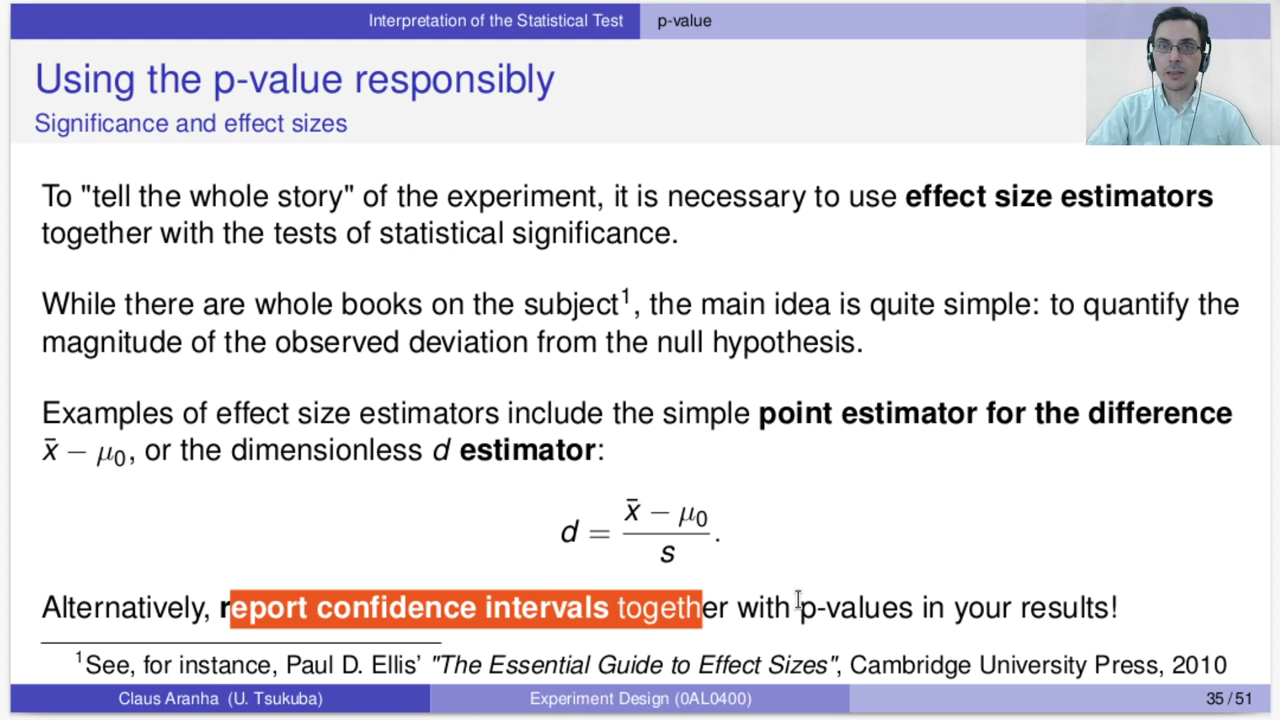 Interpretation of the Statistical Test p-value
Using the p-value responsibly
Significance and effect sizes
To "tell the whole story" of the experiment, it is necessary to use effect size estimators
together with the tests of statistical significance.
While there are whole books on the subject¹, the main idea is quite simple: to quantify the
magnitude of the observed deviation from the null hypothesis.
Examples of effect size estimators include the simple point estimator for the difference
x̄ − μ₀, or the dimensionless d estimator:
d = (x̄ − μ₀) / s.
Alternatively, report confidence intervals together with p-values in your results!
¹See, for instance, Paul D. Ellis’ "The Essential Guide to Effect Sizes", Cambridge University Press, 2010
Claus Aranha (U. Tsukuba) Experiment Design (0AL0400) 35 / 51